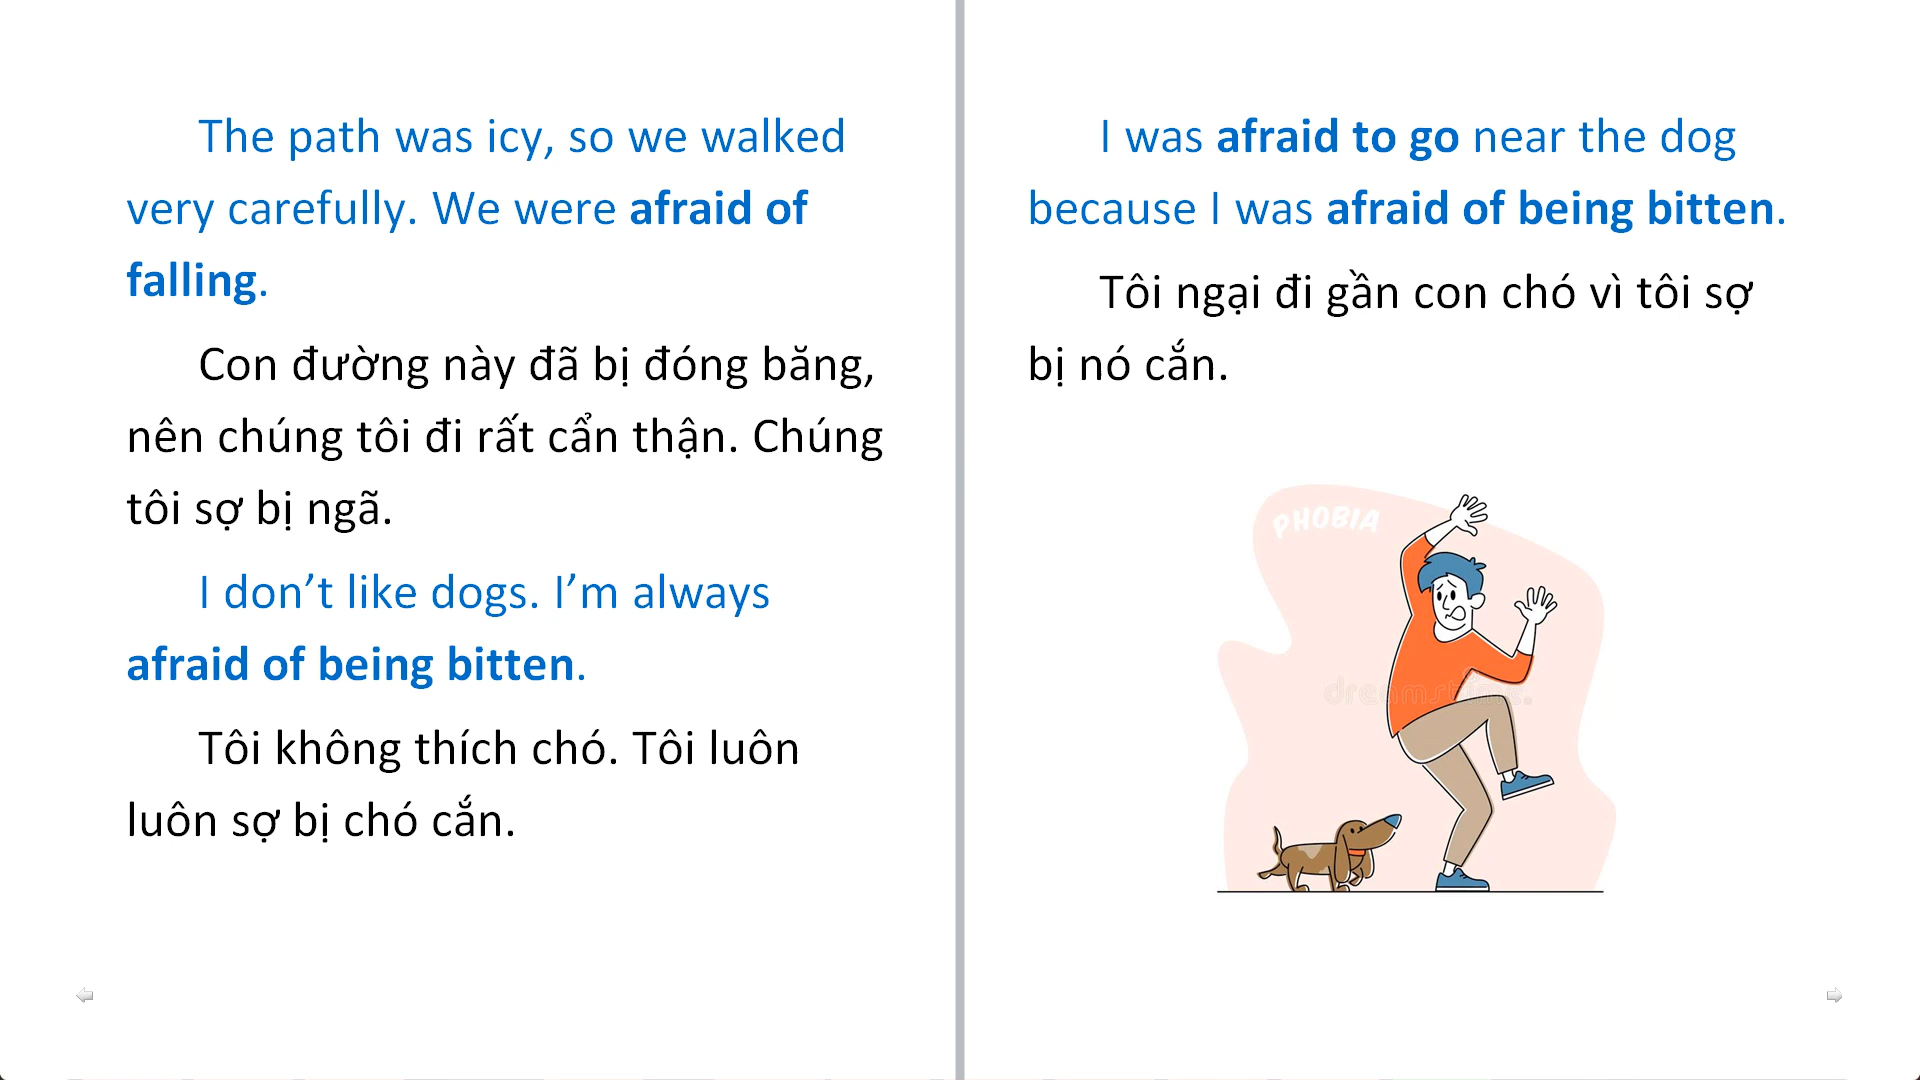 The path was icy, so we walked
very carefully. We were afraid of
falling.
Con đường này đã bị đóng băng,
nên chúng tôi đi rất cẩn thận. Chúng
tôi sợ bị ngã.
I don’t like dogs. I’m always
afraid of being bitten.
Tôi không thích chó. Tôi luôn
luôn sợ bị chó cắn.
I was afraid to go near the dog
because I was afraid of being bitten.
Tôi ngại đi gần con chó vì tôi sợ
bị nó cắn.
PHOBIA
dreamstime.